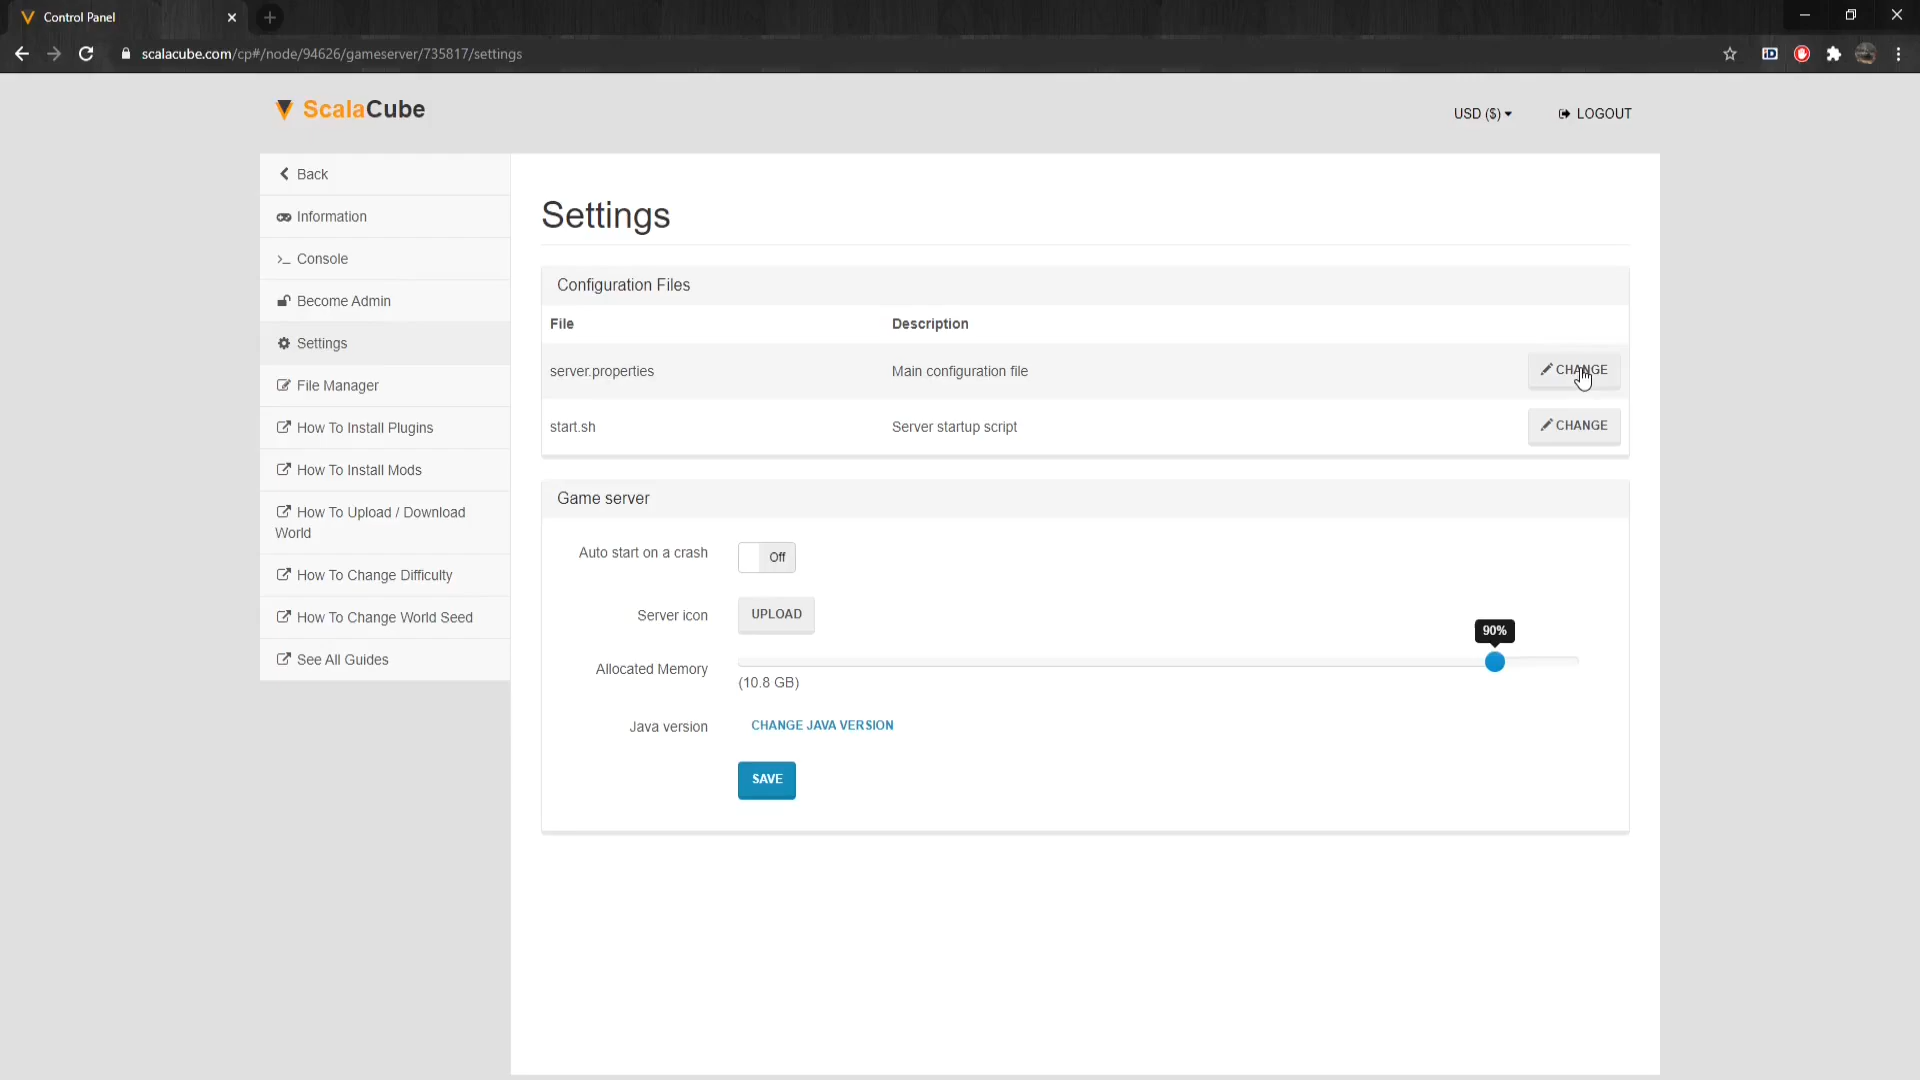 Control Panel
scalacube.com/cp#/node/94626/gameserver/735817/settings
ScalaCube
USD ($)
LOGOUT
Back
Information
Console
Become Admin
Settings
File Manager
How To Install Plugins
How To Install Mods
How To Upload / Download
World
How To Change Difficulty
How To Change World Seed
See All Guides
Settings
Configuration Files
File Description
server.properties Main configuration file CHANGE
start.sh Server startup script CHANGE
Game server
Auto start on a crash Off
Server icon UPLOAD
90%
Allocated Memory
(10.8 GB)
Java version CHANGE JAVA VERSION
SAVE